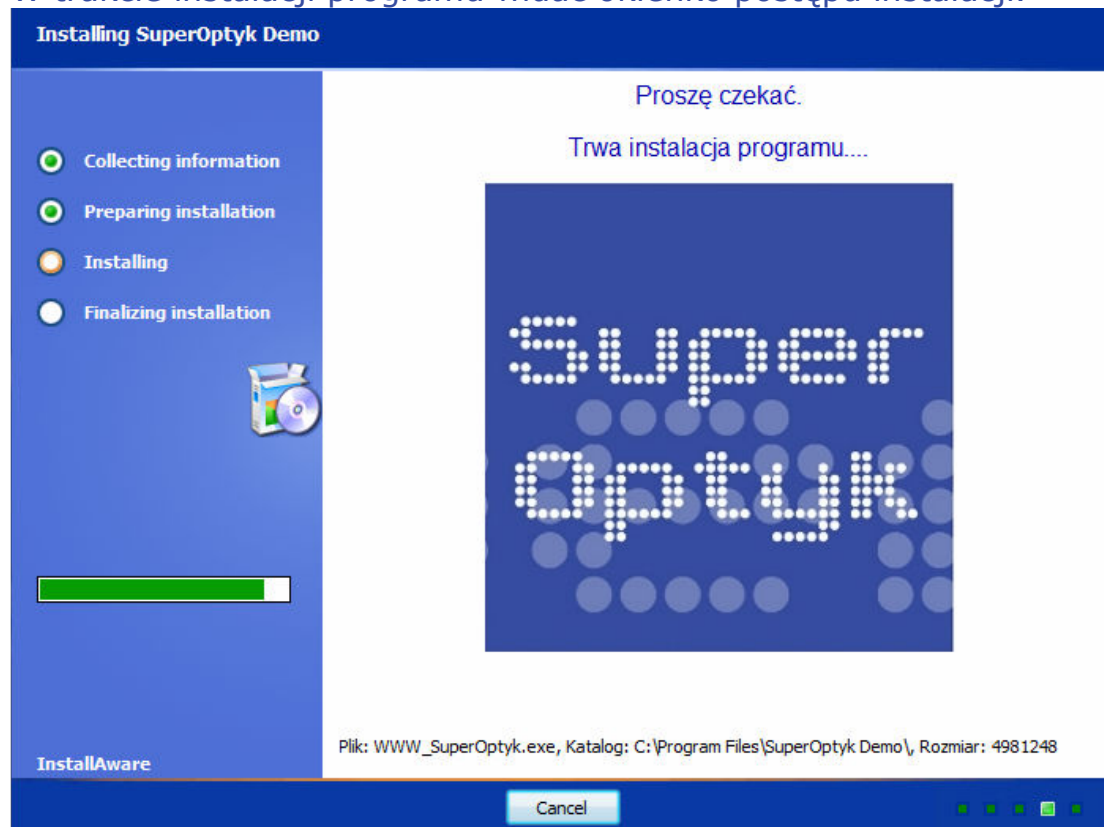 Installing SuperOptyk Demo
Proszę czekać.
Trwa instalacja programu....
Collecting information
Preparing installation
Installing
Finalizing installation
Super
Optyk
Plik: WWW_SuperOptyk.exe, Katalog: C:\Program Files\SuperOptyk Demo\, Rozmiar: 4981248
InstallAware
Cancel